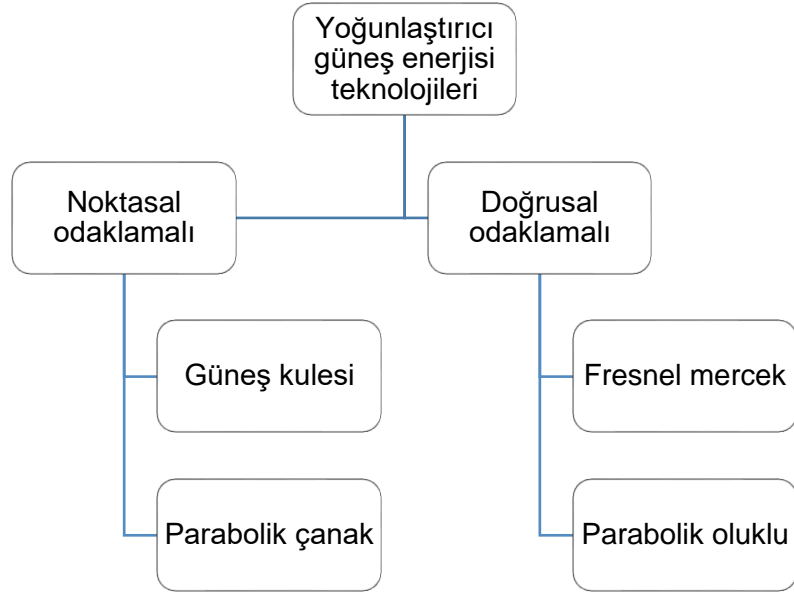 Yoğunlaştırıcı
güneş enerjisi
teknolojileri
Noktasal
odaklamalı
Doğrusal
odaklamalı
Güneş kulesi
Fresnel mercek
Parabolik çanak
Parabolik oluklu